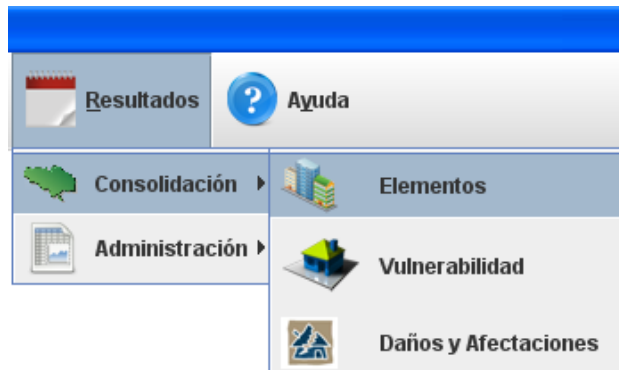 Resultados
Ayuda
Consolidación
Elementos
Administración
Vulnerabilidad
Daños y Afectaciones